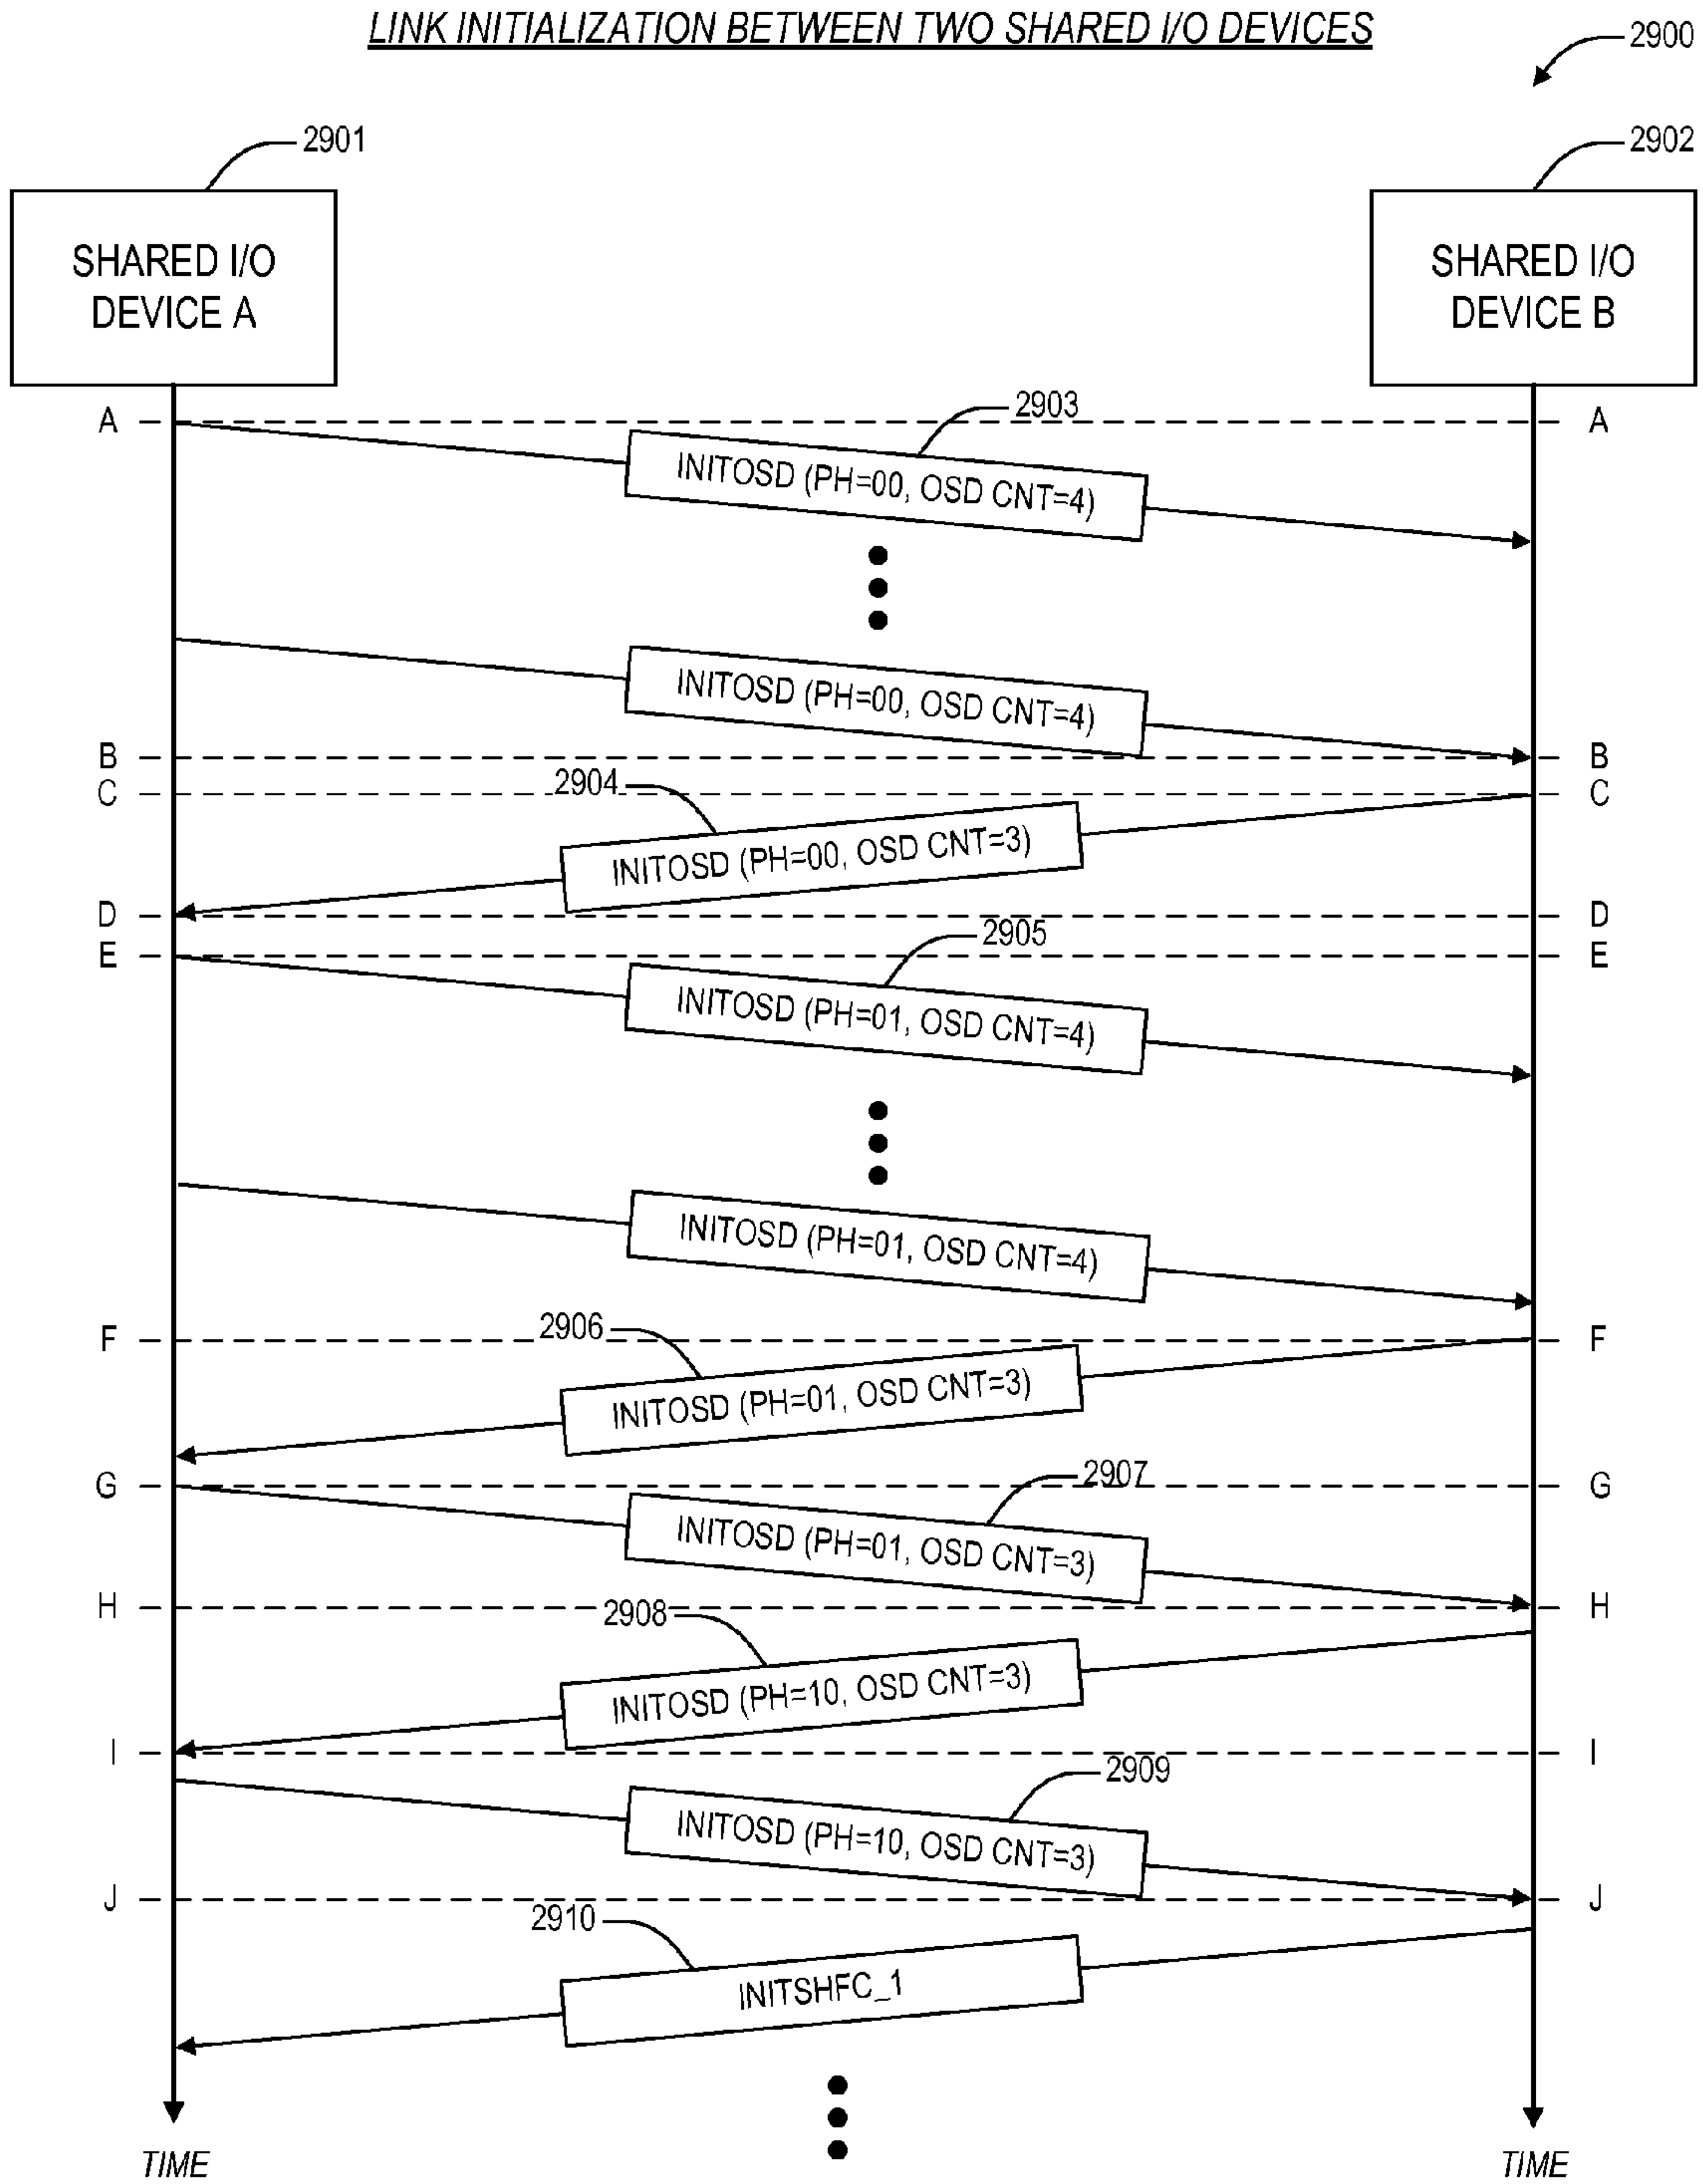 LINK INITIALIZATION BETWEEN TWO SHARED I/O DEVICES
2900
2901
2902
SHARED I/O
DEVICE A
SHARED I/O
DEVICE B
A
2903
A
INITOSD (PH=00, OSD CNT=4)
INITOSD (PH=00, OSD CNT=4)
B
B
C
2904
C
INITOSD (PH=00, OSD CNT=3)
D
D
2905
E
E
INITOSD (PH=01, OSD CNT=4)
INITOSD (PH=01, OSD CNT=4)
F
2906
F
INITOSD (PH=01, OSD CNT=3)
G
2907
G
INITOSD (PH=01, OSD CNT=3)
H
2908
H
INITOSD (PH=10, OSD CNT=3)
I
I
2909
INITOSD (PH=10, OSD CNT=3)
J
J
2910
INITSHFC_1
TIME
TIME